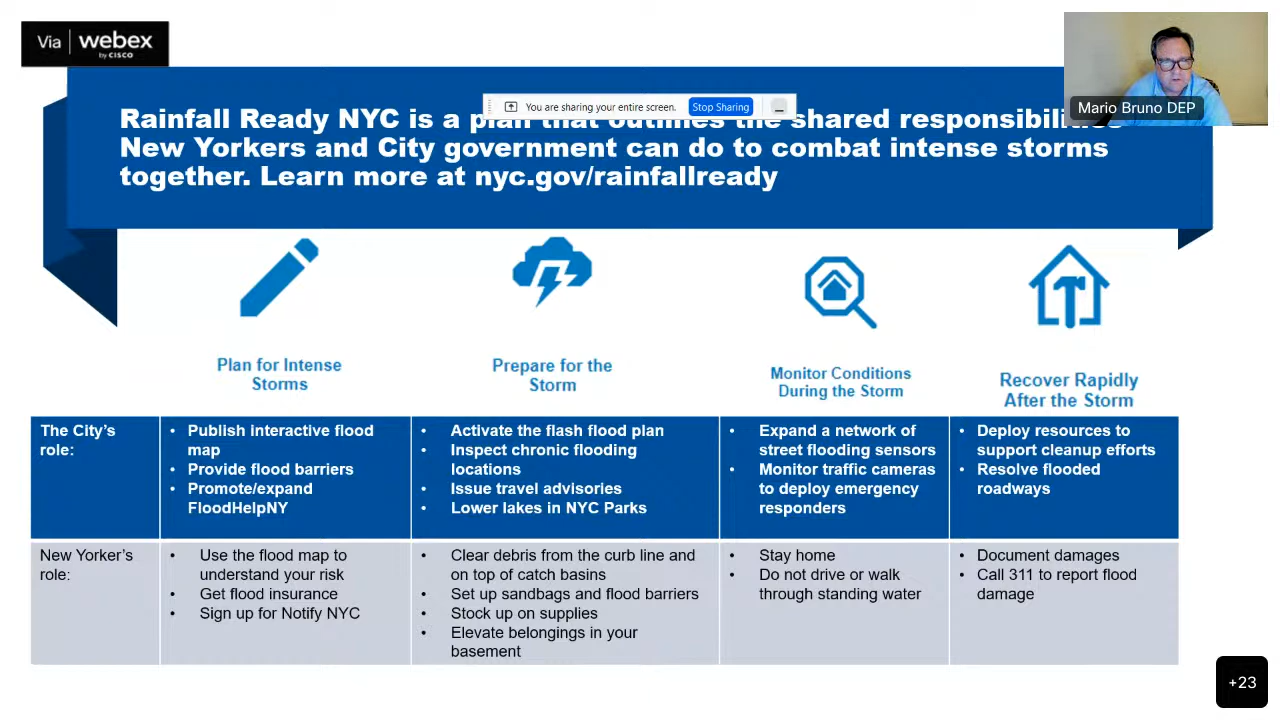 Via webex
by CISCO
You are sharing your entire screen. Stop Sharing
Mario Bruno DEP
Rainfall Ready NYC is a plan that outlines the shared responsibilities
New Yorkers and City government can do to combat intense storms
together. Learn more at nyc.gov/rainfallready
Plan for Intense
Storms
Prepare for the
Storm
Monitor Conditions
During the Storm
Recover Rapidly
After the Storm
The City's
role:
• Publish interactive flood
map
• Provide flood barriers
• Promote/expand
FloodHelpNY
• Activate the flash flood plan
• Inspect chronic flooding
locations
• Issue travel advisories
• Lower lakes in NYC Parks
• Expand a network of
street flooding sensors
• Monitor traffic cameras
to deploy emergency
responders
• Deploy resources to
support cleanup efforts
• Resolve flooded
roadways
New Yorker's
role:
• Use the flood map to
understand your risk
• Get flood insurance
• Sign up for Notify NYC
• Clear debris from the curb line and
on top of catch basins
• Set up sandbags and flood barriers
• Stock up on supplies
• Elevate belongings in your
basement
• Stay home
• Do not drive or walk
through standing water
• Document damages
• Call 311 to report flood
damage
+23